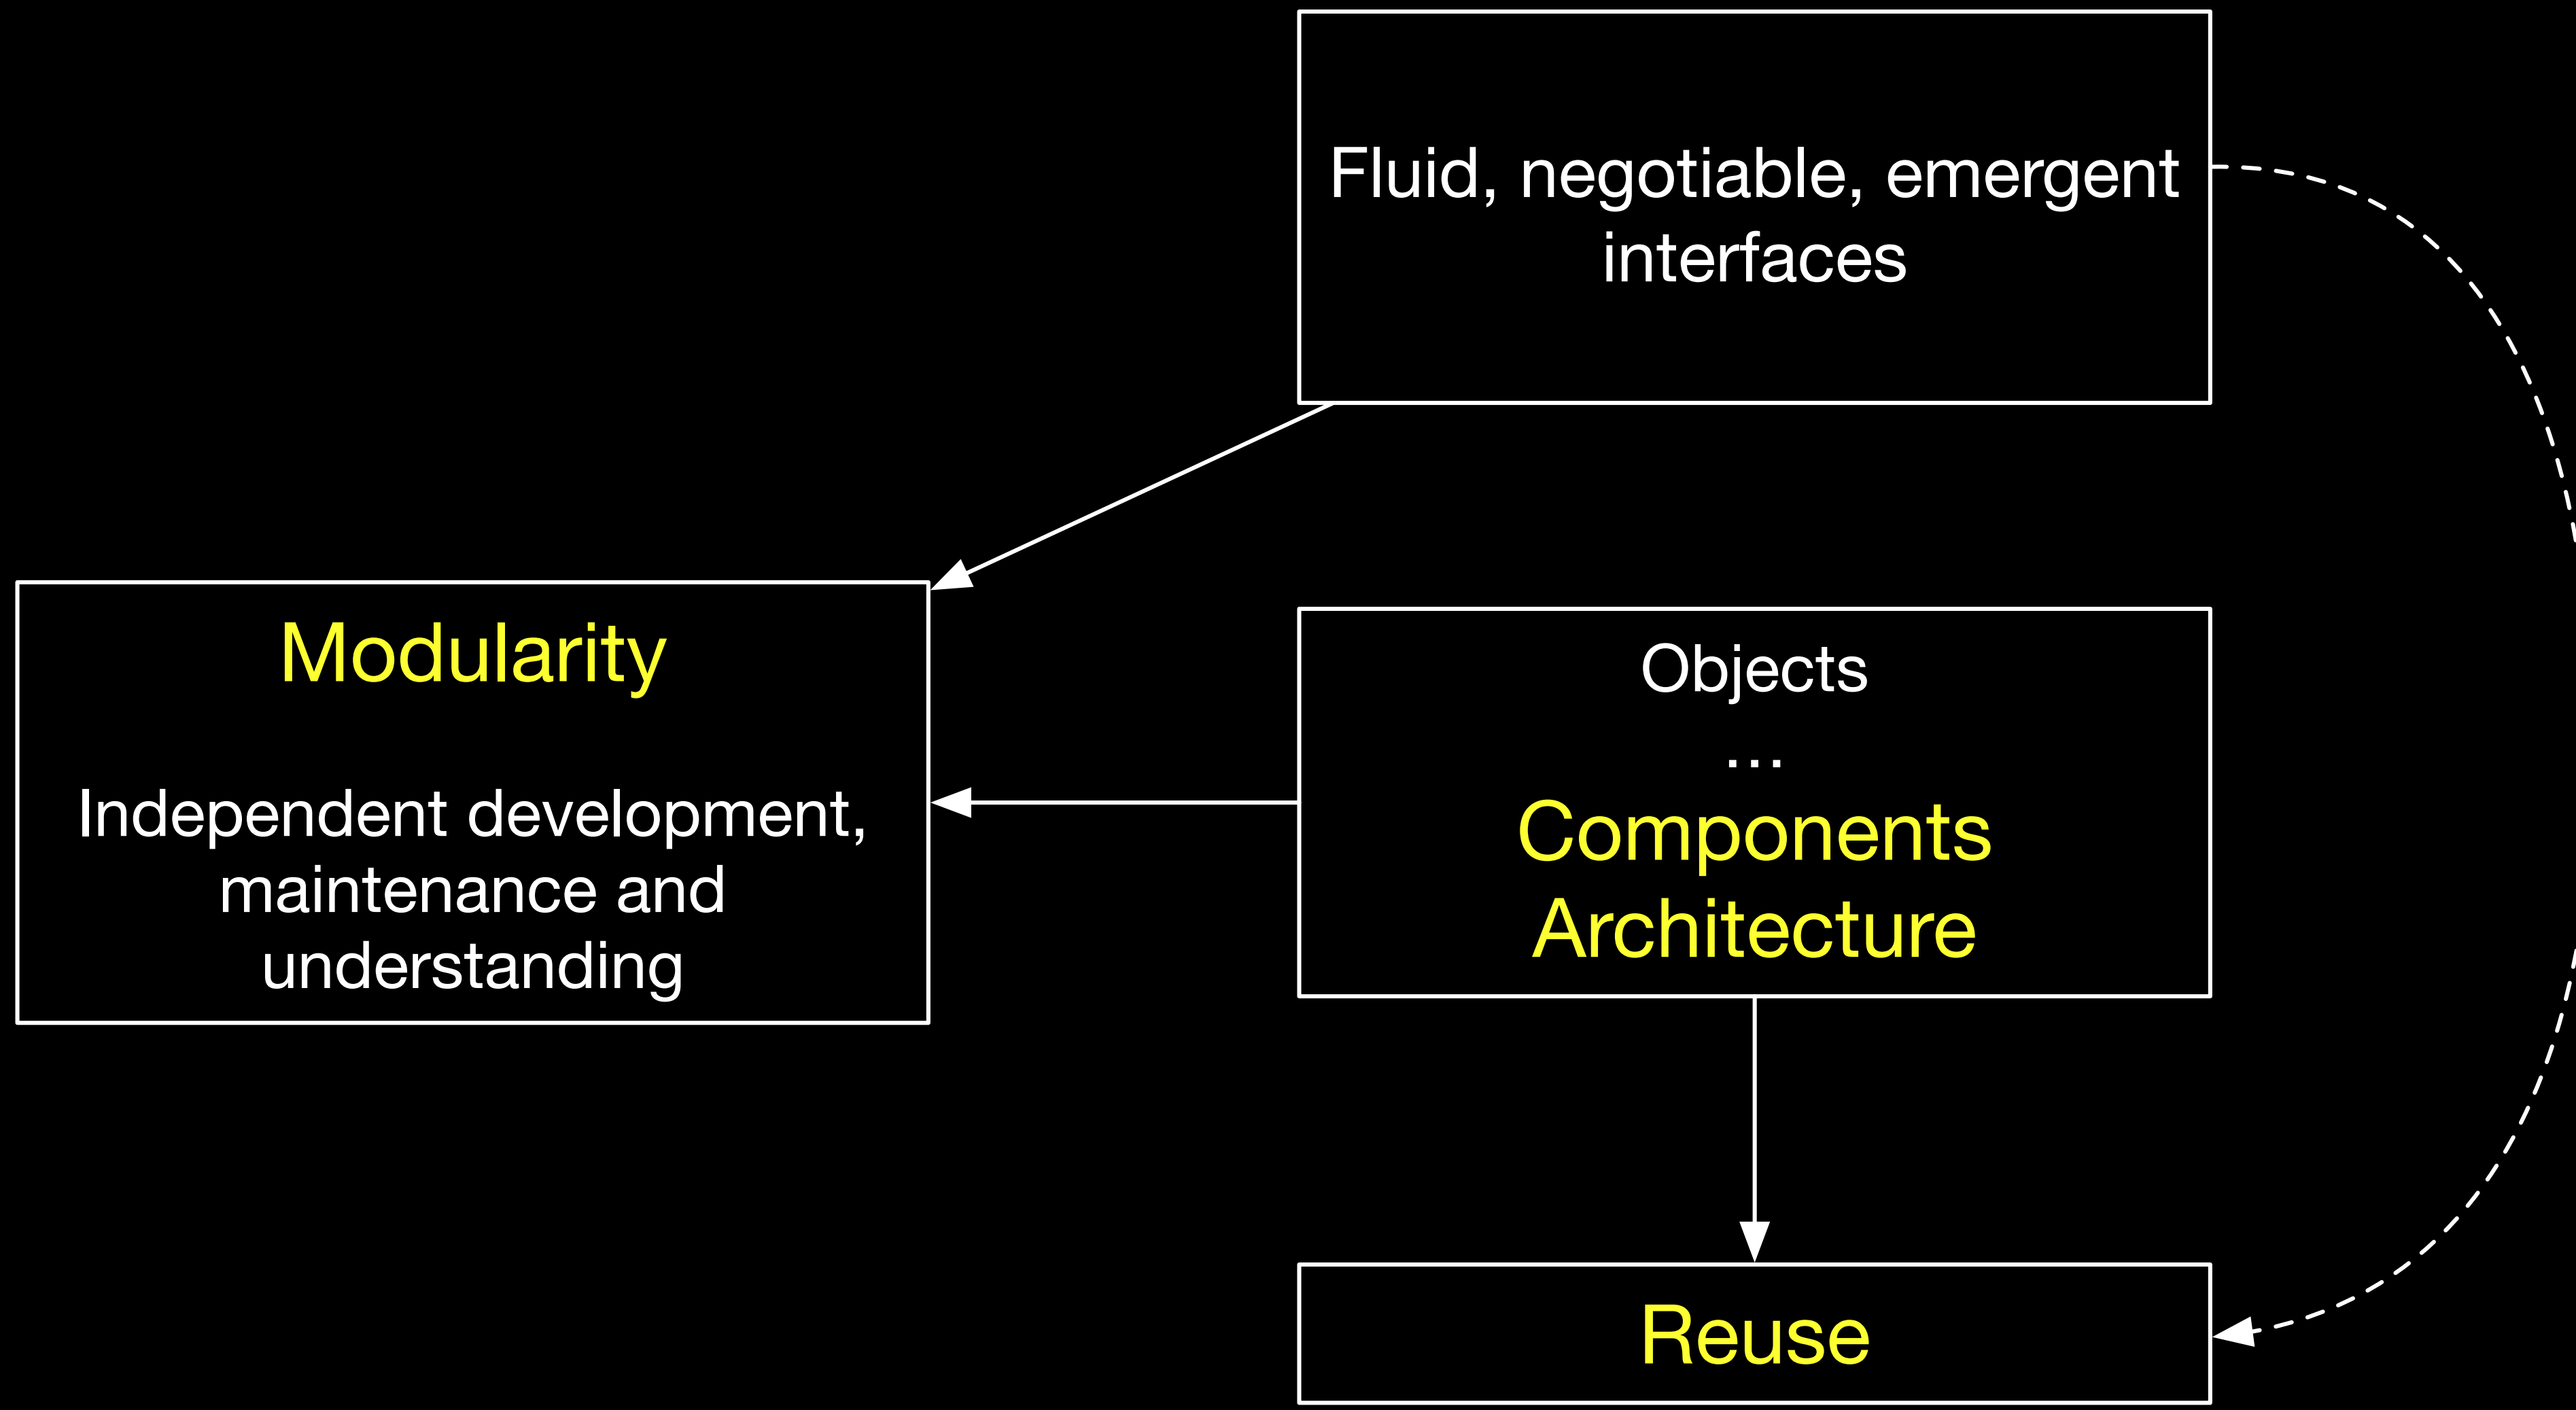 Fluid, negotiable, emergent
interfaces
Modularity
Independent development,
maintenance and
understanding
Objects
...
Components
Architecture
Reuse